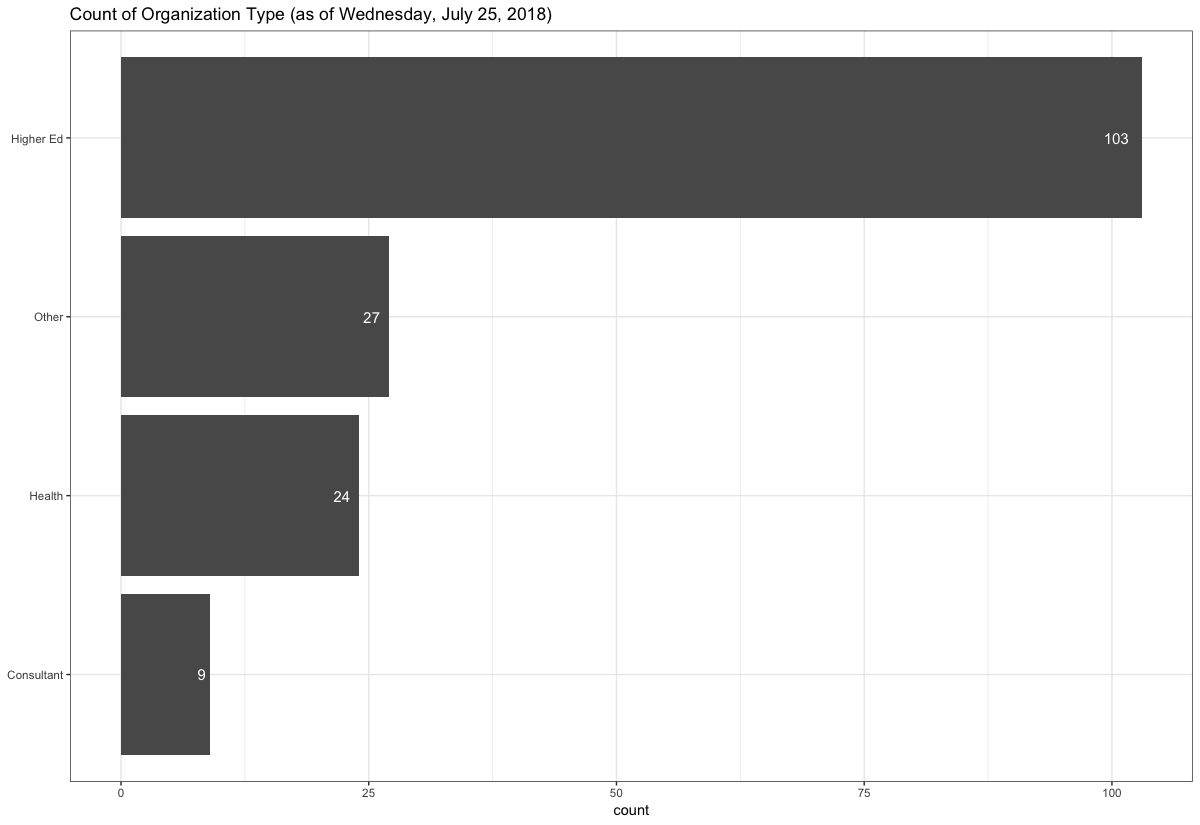 Count of Organization Type (as of Wednesday, July 25, 2018)
Higher Ed
103
Other
27
Health
24
Consultant
9
0 25 50 75 100
count